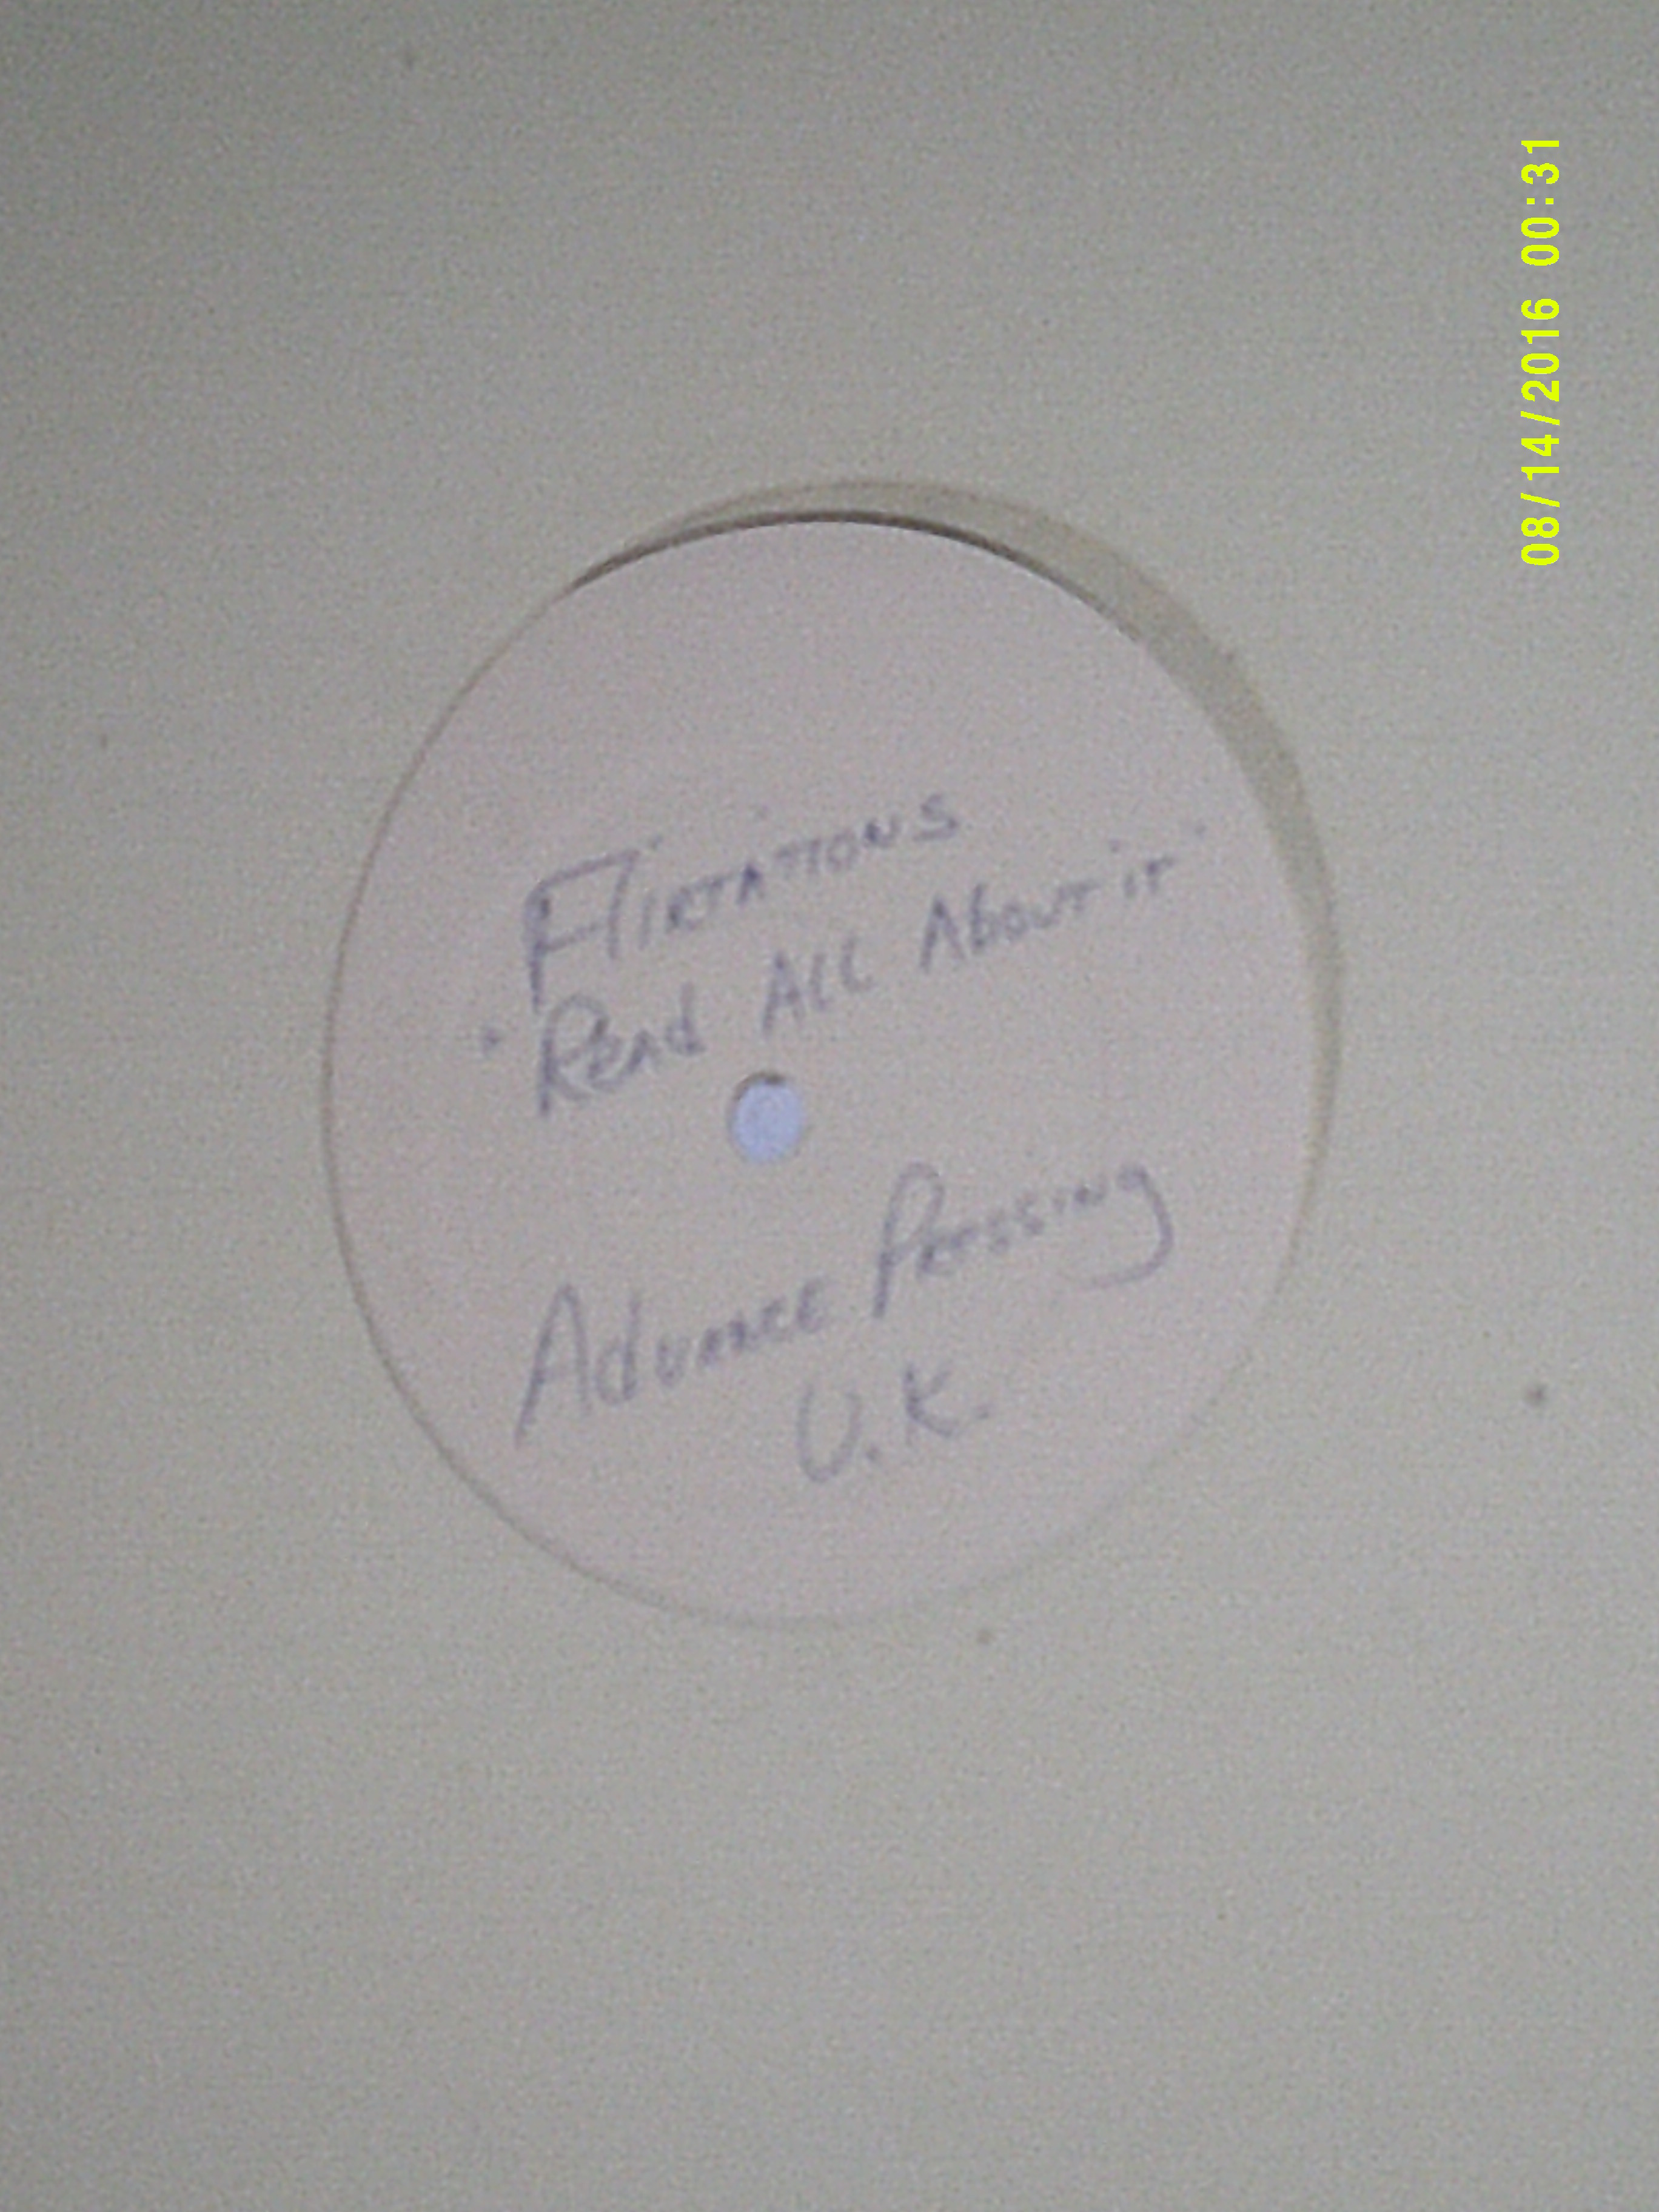 FlIRTATIONS
"Read ALL About iT"
Advance Pressing
U.K.
08/14/2016 00:31